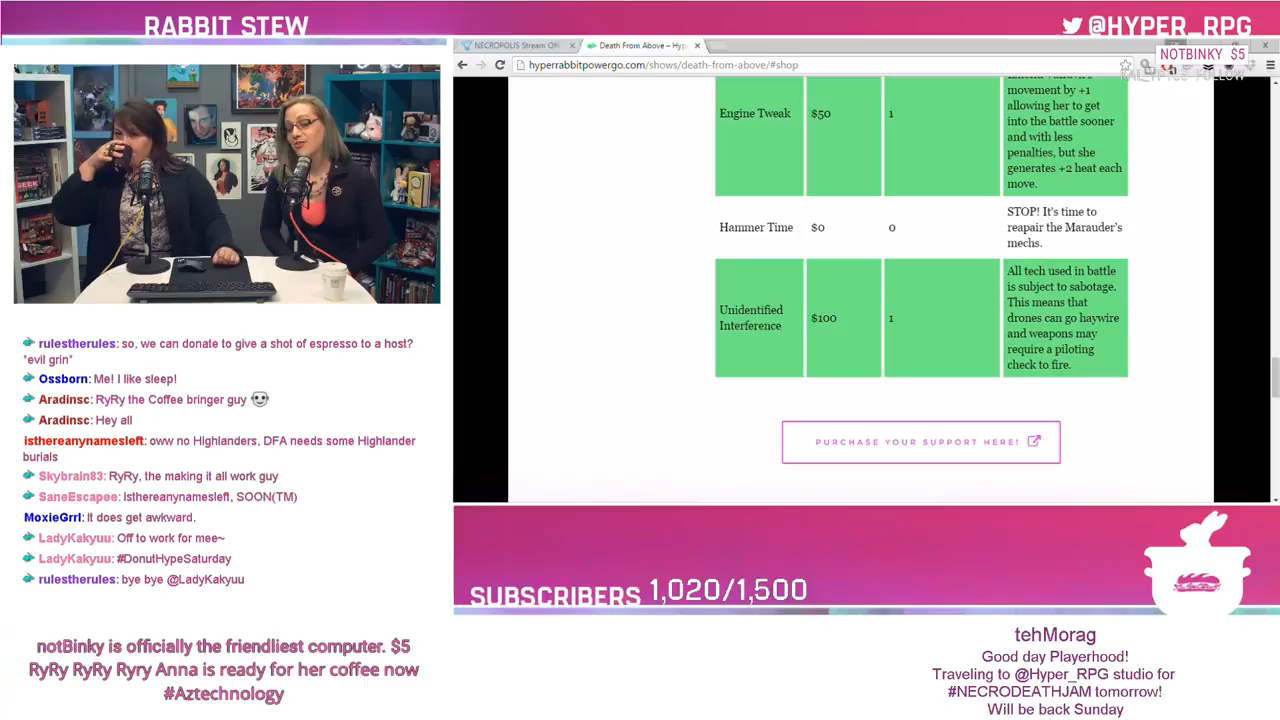 RABBIT STEW
@HYPER_RPG
NOTBINKY $5
NECROPOLIS Stream
Death From Above – Hyp
hyperrabbitpowergo.com/shows/death-from-above/#shop
Engine Tweak
$50
1
movement by +1
allowing her to get
into the battle sooner
and with less
penalties, but she
generates +2 heat each
move.
Hammer Time
$0
0
STOP! It's time to
reapair the Marauder's
mechs.
Unidentified
Interference
$100
1
All tech used in battle
is subject to sabotage.
This means that
drones can go haywire
and weapons may
require a piloting
check to fire.
PURCHASE YOUR SUPPORT HERE!
GEEK
rulestherules: so, we can donate to give a shot of espresso to a host?
*evil grin*
Ossborn: Me! I like sleep!
Aradinsc: RyRy the Coffee bringer guy
Aradinsc: Hey all
isthereanynamesleft: oww no Highlanders, DFA needs some Highlander
burials
Skybrain83: RyRy, the making it all work guy
SaneEscapee: Isthereanynamesleft, SOON(TM)
MoxieGrrl: It does get awkward.
LadyKakyuu: Off to work for mee~
LadyKakyuu: #DonutHypeSaturday
rulestherules: bye bye @LadyKakyuu
SUBSCRIBERS 1,020/1,500
notBinky is officially the friendliest computer. $5
RyRy RyRy Ryry Anna is ready for her coffee now
#Aztechnology
tehMorag
Good day Playerhood!
Traveling to @Hyper_RPG studio for
#NECRODEATHJAM tomorrow!
Will be back Sunday